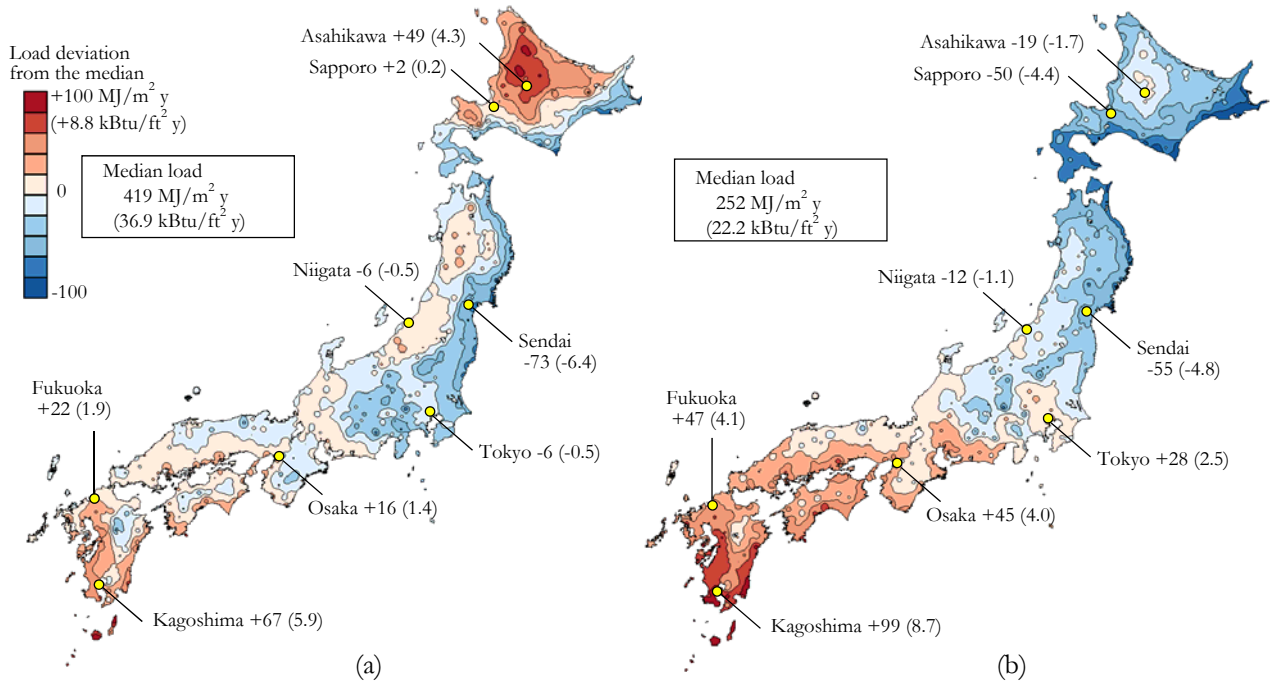 Load deviation
from the median
+100 MJ/m² y
(+8.8 kBtu/ft² y)
0
-100
Median load
419 MJ/m² y
(36.9 kBtu/ft² y)
Asahikawa +49 (4.3)
Sapporo +2 (0.2)
Niigata -6 (-0.5)
Sendai
-73 (-6.4)
Fukuoka
+22 (1.9)
Tokyo -6 (-0.5)
Osaka +16 (1.4)
Kagoshima +67 (5.9)
(a)
Asahikawa -19 (-1.7)
Sapporo -50 (-4.4)
Median load
252 MJ/m² y
(22.2 kBtu/ft² y)
Niigata -12 (-1.1)
Sendai
-55 (-4.8)
Fukuoka
+47 (4.1)
Tokyo +28 (2.5)
Osaka +45 (4.0)
Kagoshima +99 (8.7)
(b)